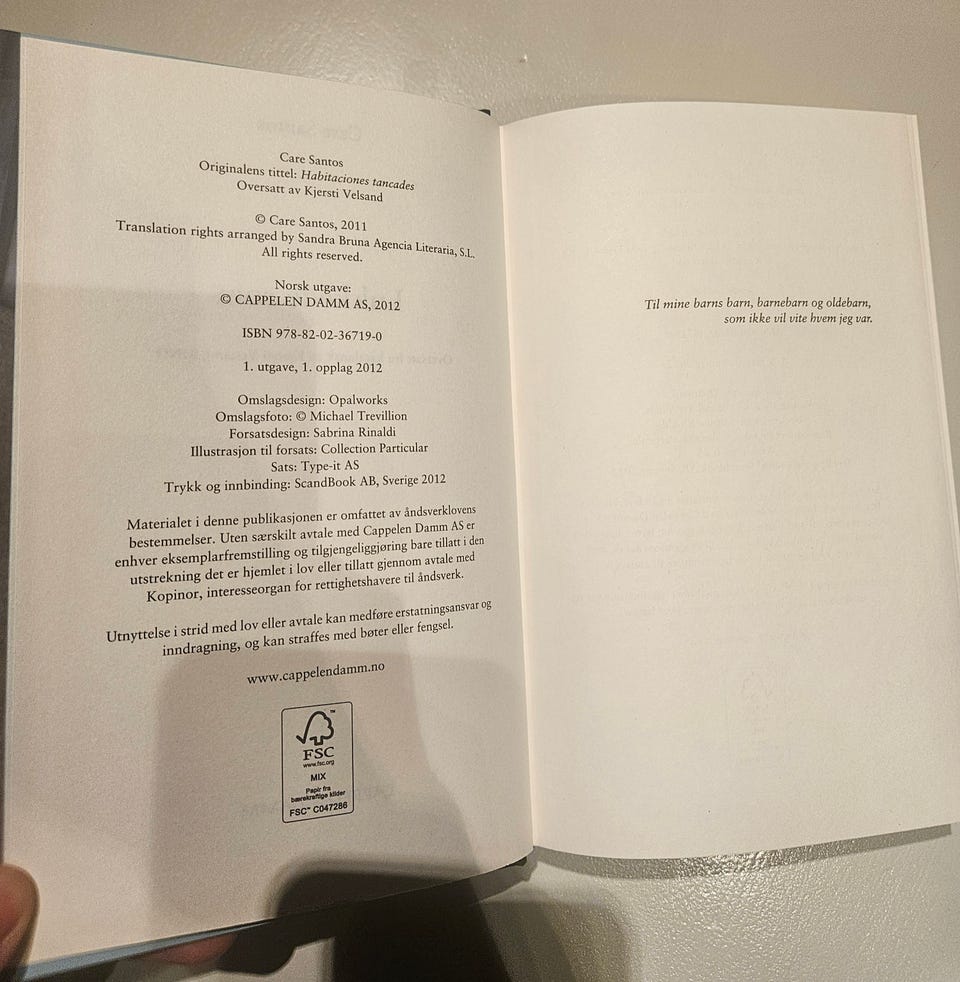 Care Santos
Originalens tittel: Habitaciones tancades
Oversatt av Kjersti Velsand
© Care Santos, 2011
Translation rights arranged by Sandra Bruna Agencia Literaria, S.L.
All rights reserved.
Norsk utgave:
© CAPPELEN DAMM AS, 2012
ISBN 978-82-02-36719-0
1. utgave, 1. opplag 2012
Omslagsdesign: Opalworks
Omslagsfoto: © Michael Trevillion
Forsatsdesign: Sabrina Rinaldi
Illustrasjon til forsats: Collection Particular
Sats: Type-it AS
Trykk og innbinding: ScandBook AB, Sverige 2012
Materialet i denne publikasjonen er omfattet av åndsverklovens
bestemmelser. Uten særskilt avtale med Cappelen Damm AS er
enhver eksemplarfremstilling og tilgjengeliggjøring bare tillatt i den
utstrekning det er hjemlet i lov eller tillatt gjennom avtale med
Kopinor, interesseorgan for rettighetshavere til åndsverk.
Utnyttelse i strid med lov eller avtale kan medføre erstatningsansvar og
inndragning, og kan straffes med bøter eller fengsel.
www.cappelendamm.no
™
FSC
www.fsc.org
MIX
Papir fra
bærekraftige kilder
FSC™ C047286
Til mine barns barn, barnebarn og oldebarn,
som ikke vil vite hvem jeg var.